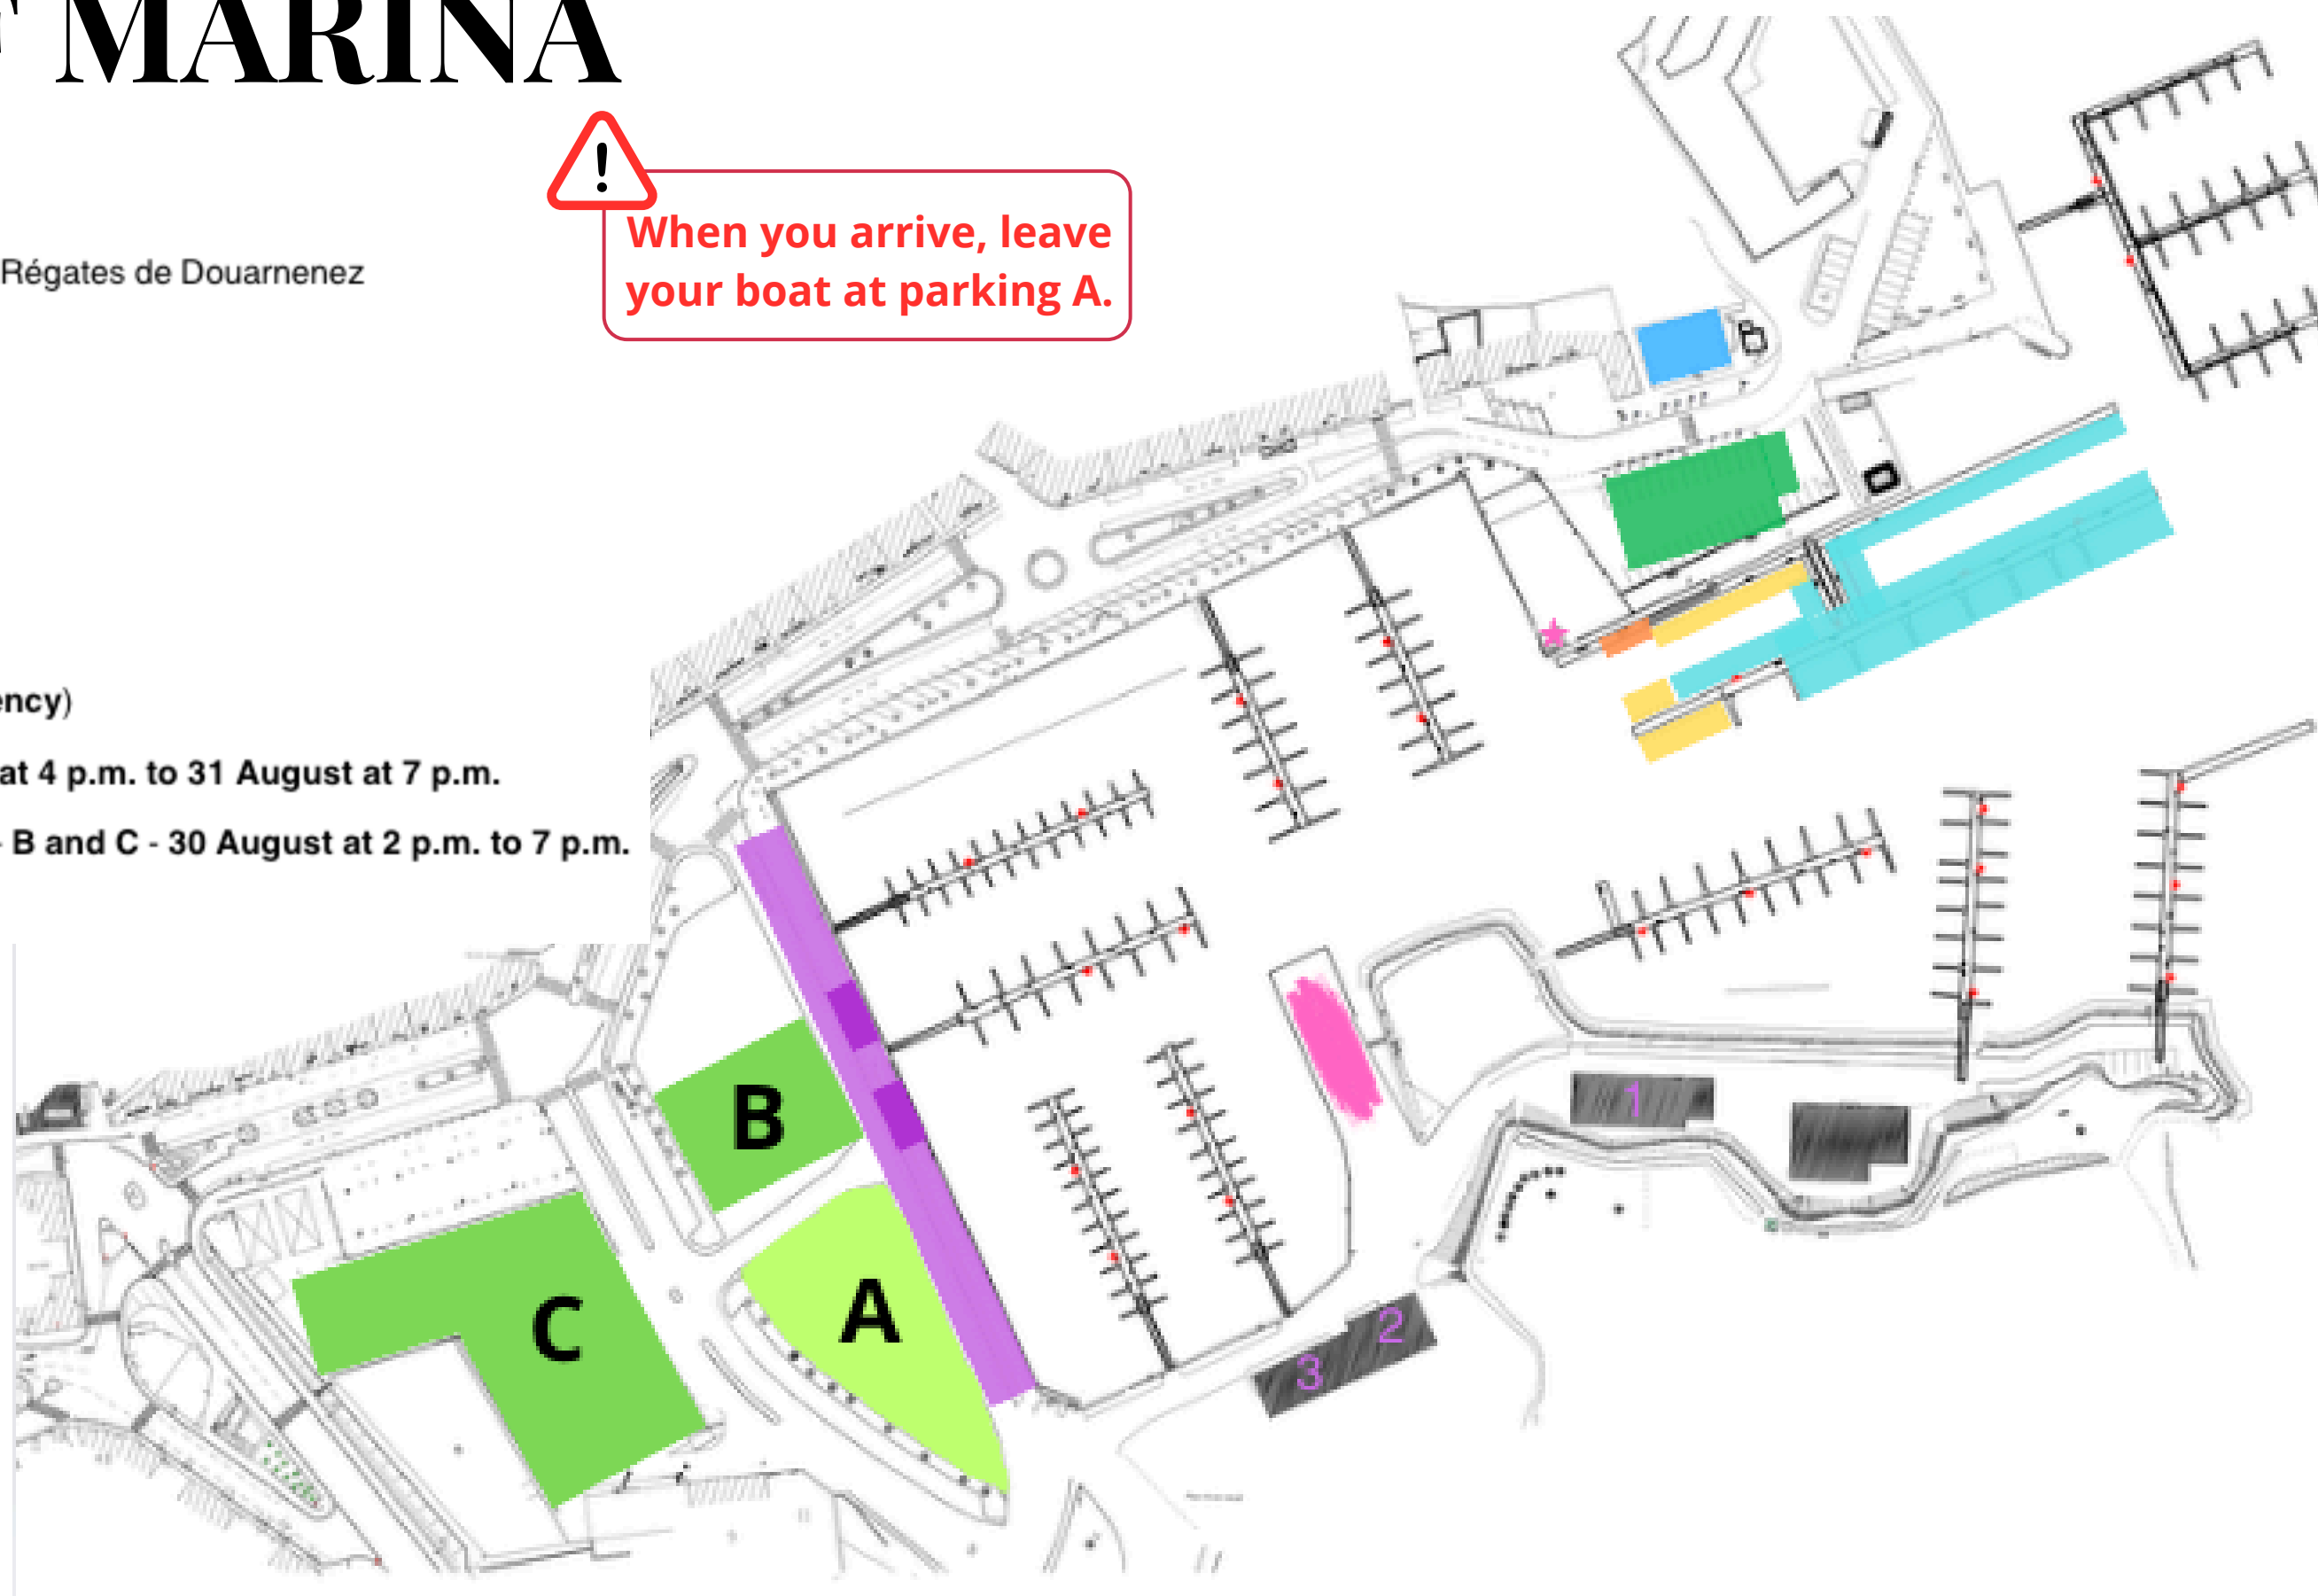 MARINA
!
When you arrive, leave
your boat at parking A.
Régates de Douarnenez
ency)
at 4 p.m. to 31 August at 7 p.m.
- B and C - 30 August at 2 p.m. to 7 p.m.
B
A
C
1
2
3